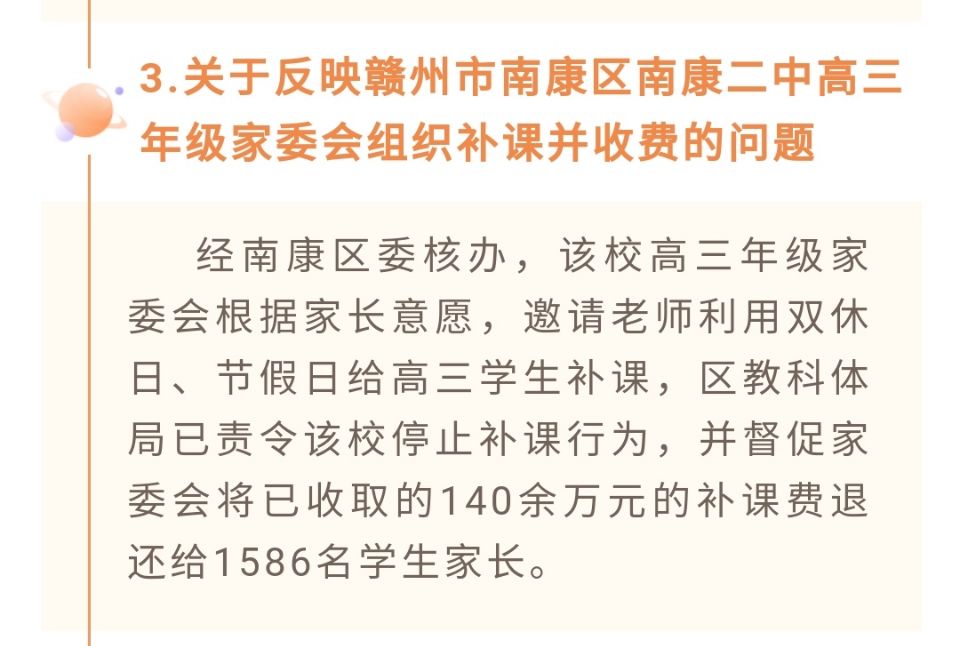 3.关于反映赣州市南康区南康二中高三
年级家委会组织补课并收费的问题
经南康区委核办，该校高三年级家
委会根据家长意愿，邀请老师利用双休
日、节假日给高三学生补课，区教科体
局已责令该校停止补课行为，并督促家
委会将已收取的140余万元的补课费退
还给1586名学生家长。